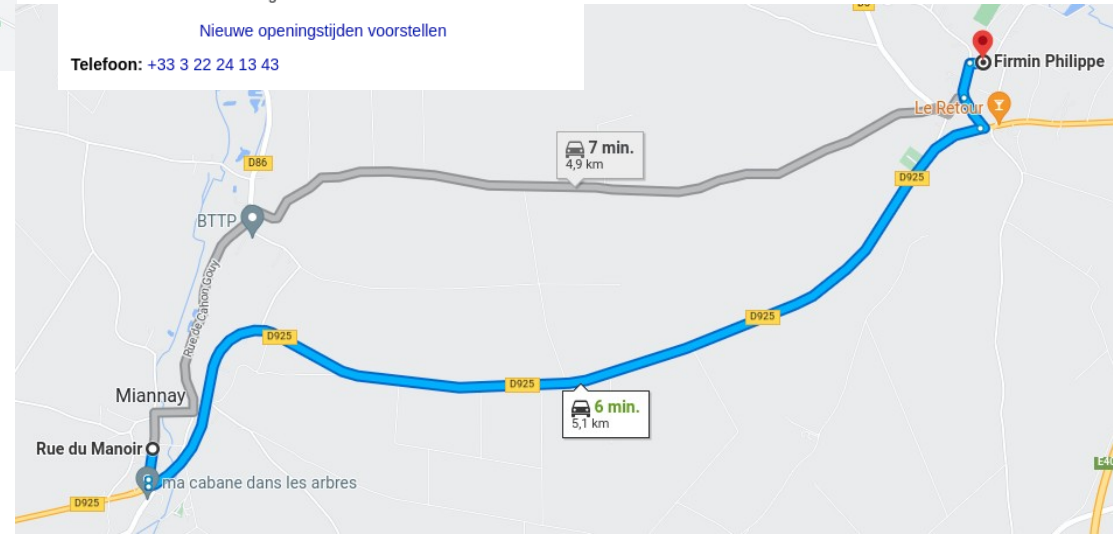 Nieuwe openingstijden voorstellen
Telefoon: +33 3 22 24 13 43
Firmin Philippe
Le Retour
7 min.
4,9 km
D86
D925
BTTP
Rue de Cahon Gouy
D925
D925
D925
6 min.
5,1 km
Miannay
Rue du Manoir
ma cabane dans les arbres
D925